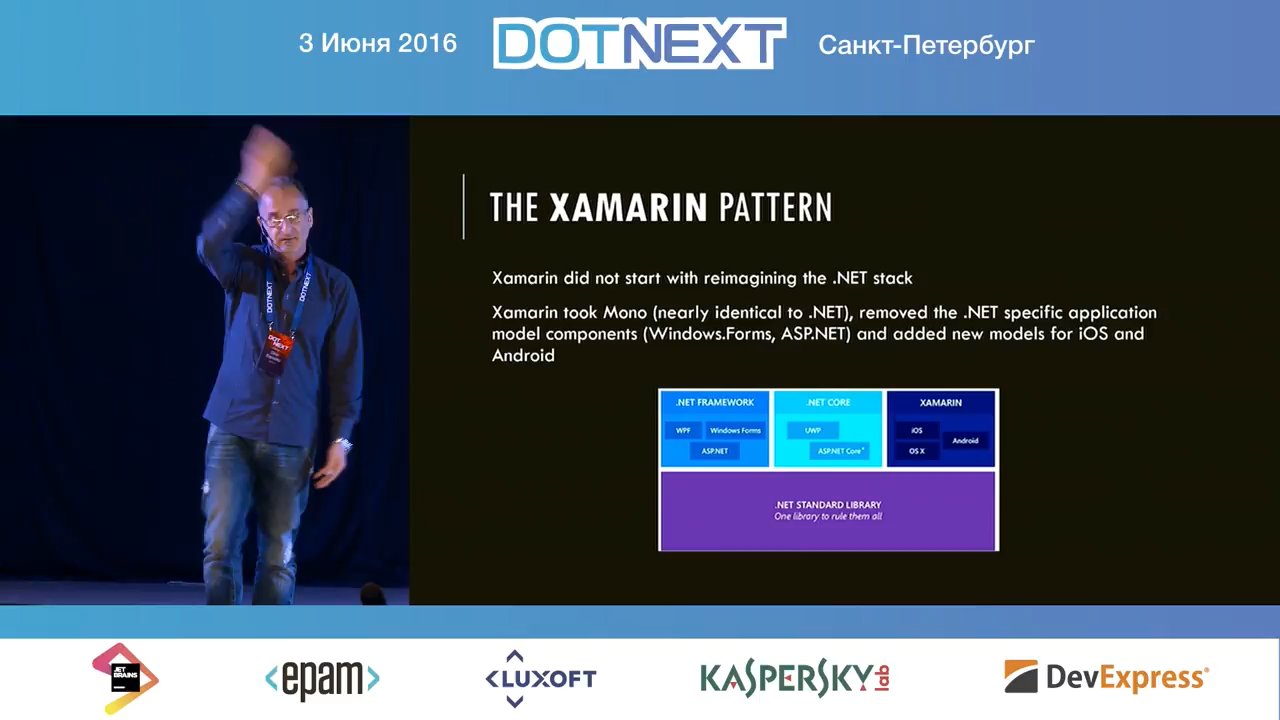 3 Июня 2016
DOTNEXT
Санкт-Петербург
DOTNEXT
DOTNEXT
DOT
NEXT
THE XAMARIN PATTERN
Xamarin did not start with reimagining the .NET stack
Xamarin took Mono (nearly identical to .NET), removed the .NET specific application
model components (Windows.Forms, ASP.NET) and added new models for iOS and
Android
.NET FRAMEWORK
WPF
Windows Forms
ASP.NET
.NET CORE
UWP
ASP.NET Core*
XAMARIN
iOS
Android
OS X
.NET STANDARD LIBRARY
One library to rule them all
JET
BRAINS
<epam>
<LUXOFT
KASPERSKY lab
DevExpress®